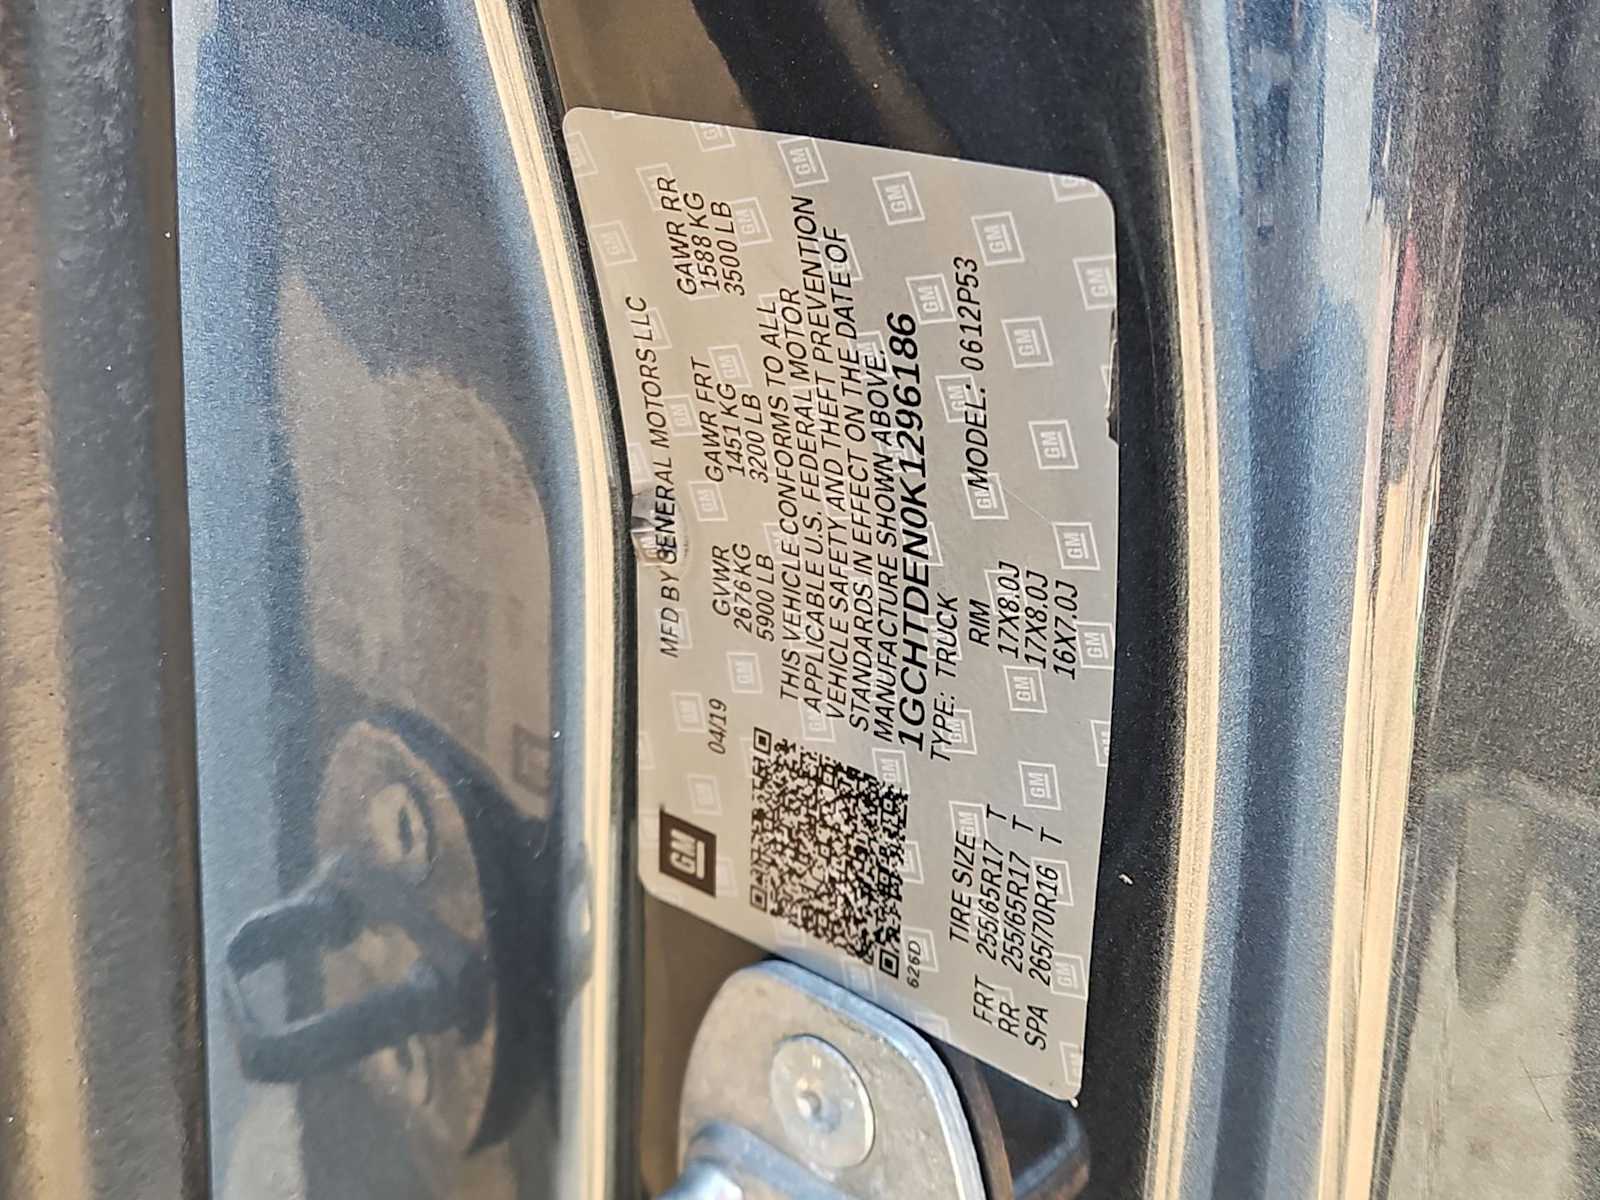 GM
MFD BY GENERAL MOTORS LLC
04/19
GVWR GAWR FRT GAWR RR
2676 KG 1451 KG 1588 KG
5900 LB 3200 LB 3500 LB
THIS VEHICLE CONFORMS TO ALL
APPLICABLE U.S. FEDERAL MOTOR
VEHICLE SAFETY AND THEFT PREVENTION
STANDARDS IN EFFECT ON THE DATE OF
MANUFACTURE SHOWN ABOVE.
1GCHTDEN0K1296186
626D
TYPE: TRUCK MODEL: 0612P53
TIRE SIZE RIM
FRT 255/65R17 T 17X8.0J
RR 255/65R17 T 17X8.0J
SPA 265/70R16 T 16X7.0J